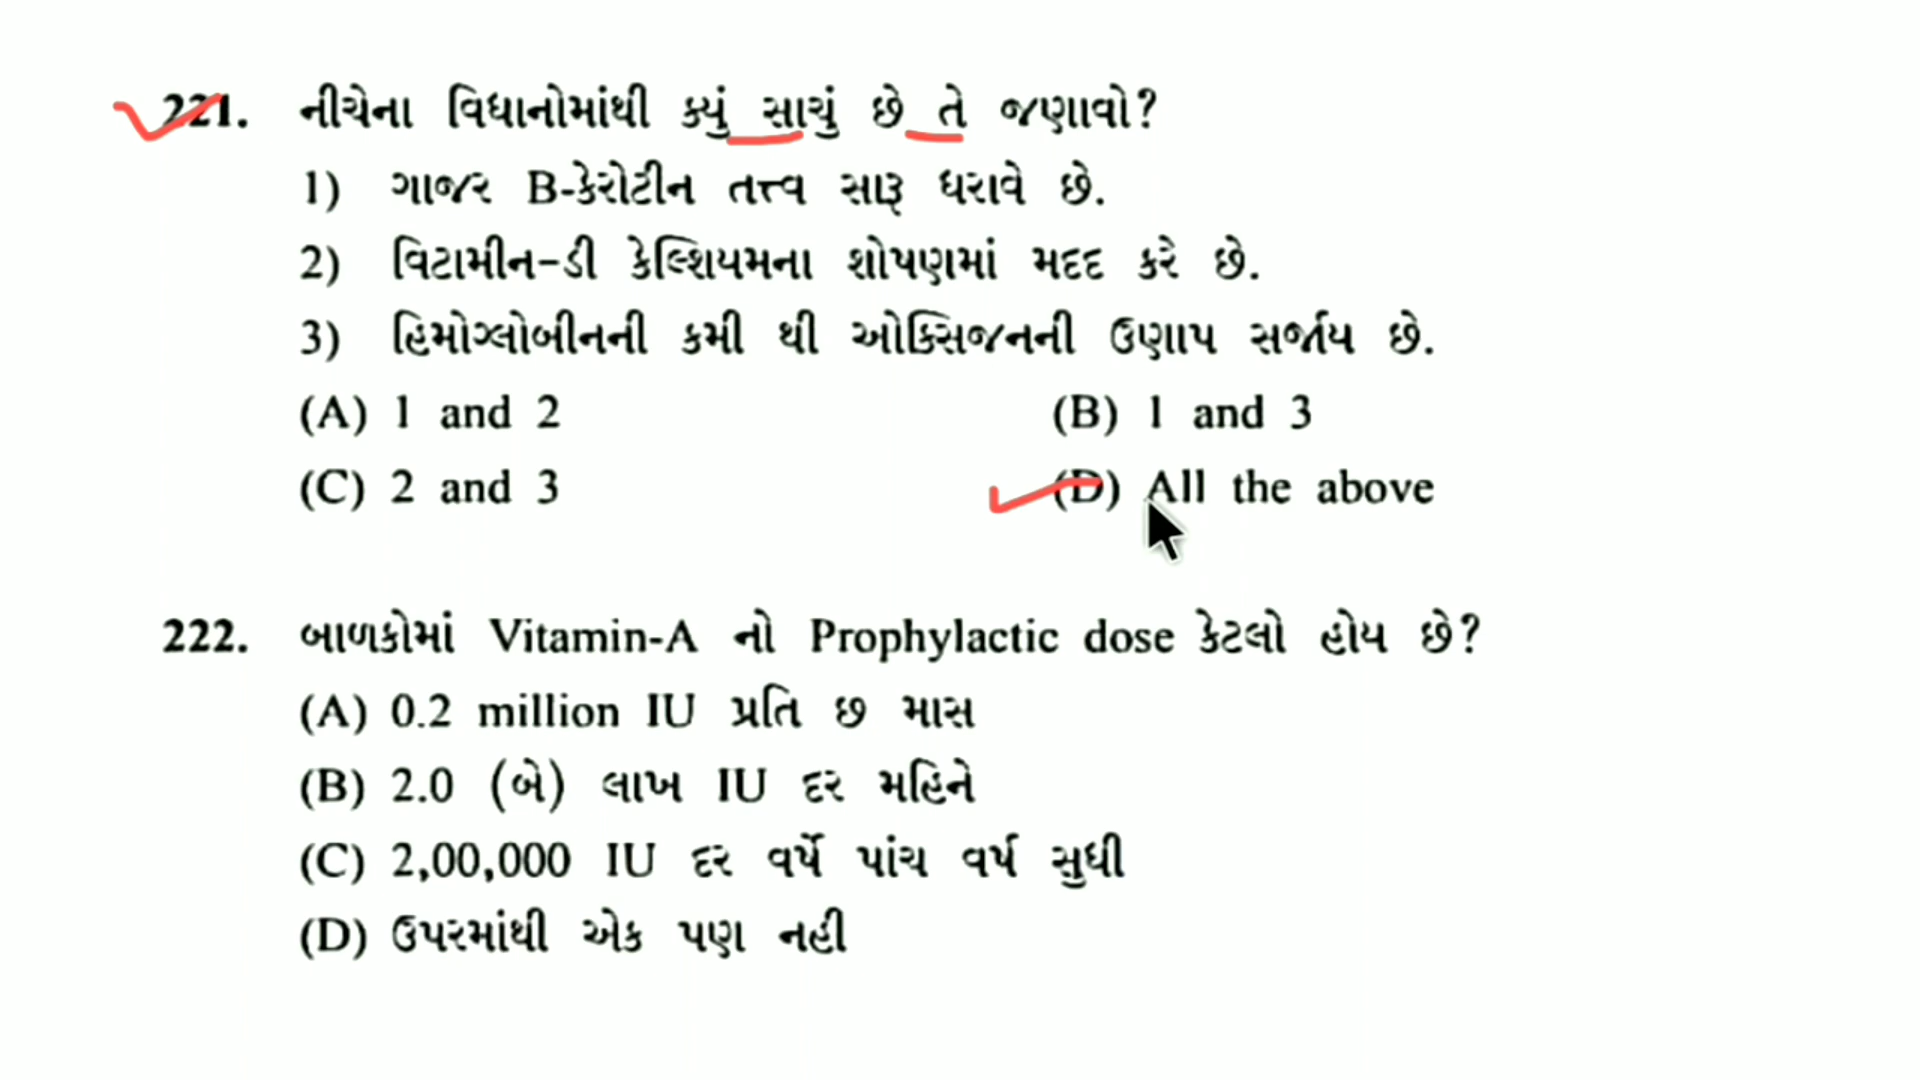 221. નીચેના વિધાનોમાંથી ક્યું સાચું છે તે જણાવો?
1) ગાજર B-કેરોટીન તત્ત્વ સારૂ ધરાવે છે.
2) વિટામીન-ડી કેલ્શિયમના શોષણમાં મદદ કરે છે.
3) હિમોગ્લોબીનની કમી થી ઓક્સિજનની ઉણાપ સર્જાય છે.
(A) 1 and 2 (B) 1 and 3
(C) 2 and 3 (D) All the above
222. બાળકોમાં Vitamin-A નો Prophylactic dose કેટલો હોય છે?
(A) 0.2 million IU પ્રતિ છ માસ
(B) 2.0 (બે) લાખ IU દર મહિને
(C) 2,00,000 IU દર વર્ષે પાંચ વર્ષ સુધી
(D) ઉપરમાંથી એક પણ નહી